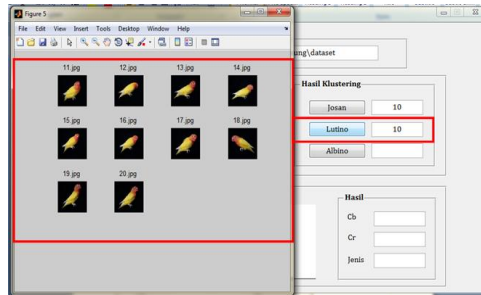 Figure 5
File Edit View Insert Tools Desktop Window Help
11.jpg 12.jpg 13.jpg 14.jpg
15.jpg 16.jpg 17.jpg 18.jpg
19.jpg 20.jpg
ung\dataset
Hasil Klustering
Josan 10
Lutino 10
Albino
Hasil
Cb
Cr
Jenis